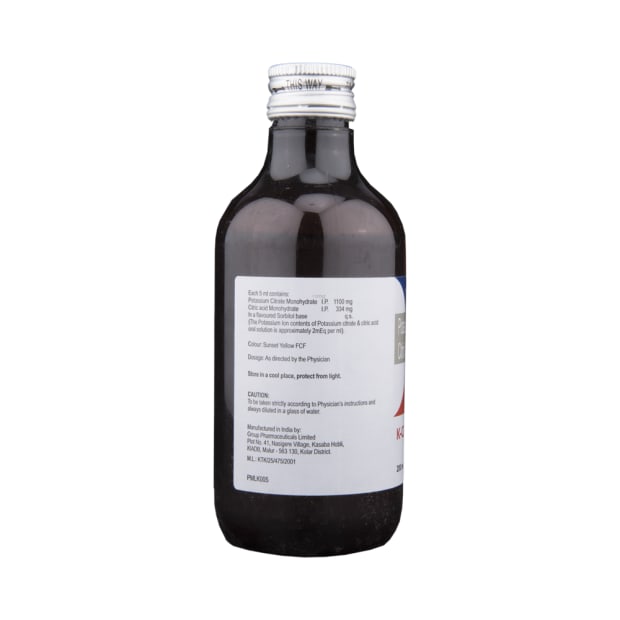 THIS WAY
Each 5 ml contains:
Potassium Citrate Monohydrate I.P. 1100 mg
Citric acid Monohydrate I.P. 334 mg
In a flavoured Sorbitol base q.s.
(The Potassium ion contents of Potassium citrate & citric acid
oral solution is approximately 2mEq per ml).
Colour: Sunset Yellow FCF
Dosage: As directed by the Physician
Store in a cool place, protect from light.
CAUTION:
To be taken strictly according to Physician's instructions and
always diluted in a glass of water.
Manufactured in India by:
Group Pharmaceuticals Limited
Plot No. 41, Nasigere Village, Kasaba Hobli,
KIADB, Malur - 563 130, Kolar District.
M.L.: KTK/25/475/2001
PMLK005